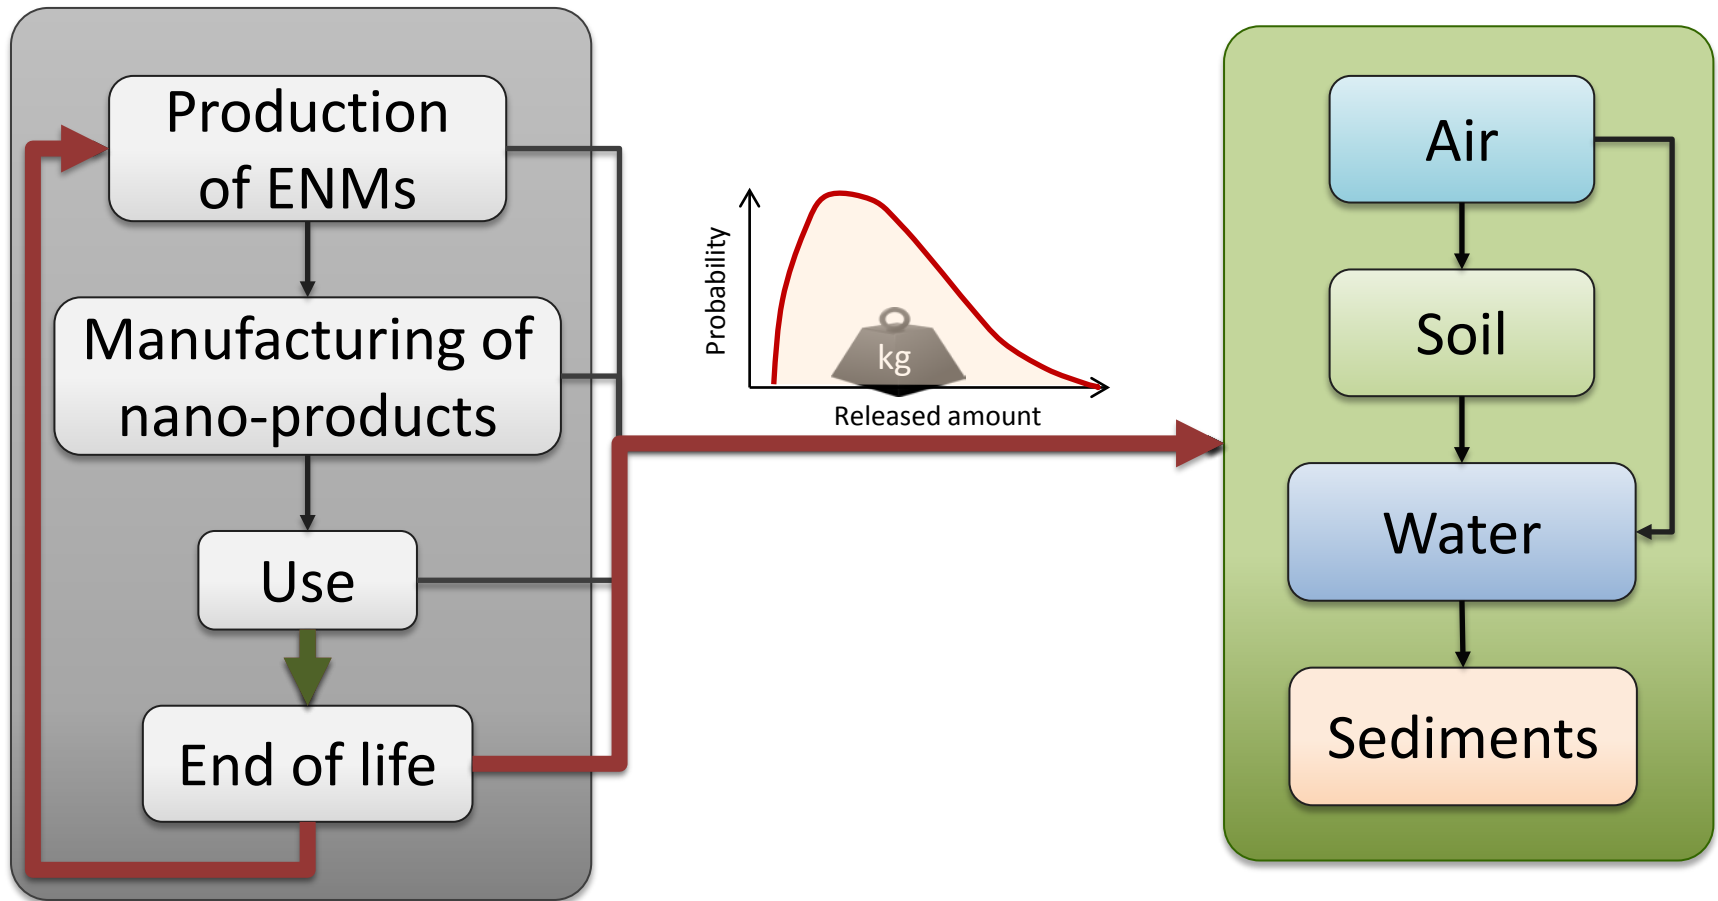 Production
of ENMs
Manufacturing of
nano-products
Use
End of life
Probability
kg
Released amount
Air
Soil
Water
Sediments